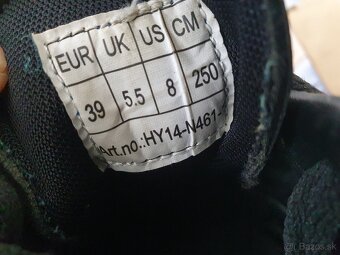 EUR UK US CM
39 5.5 8 250
Art.no.:HY14-N461-
Bazos.sk